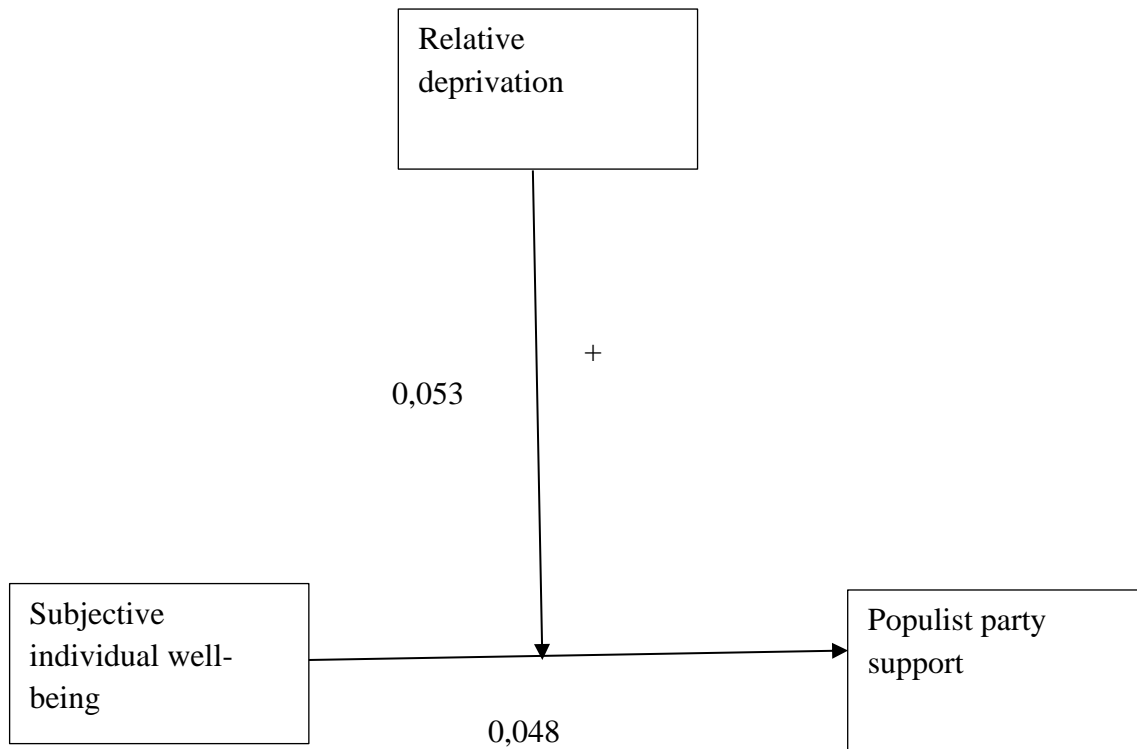 Relative
deprivation
+
0,053
Subjective
individual well-
being
Populist party
support
0,048